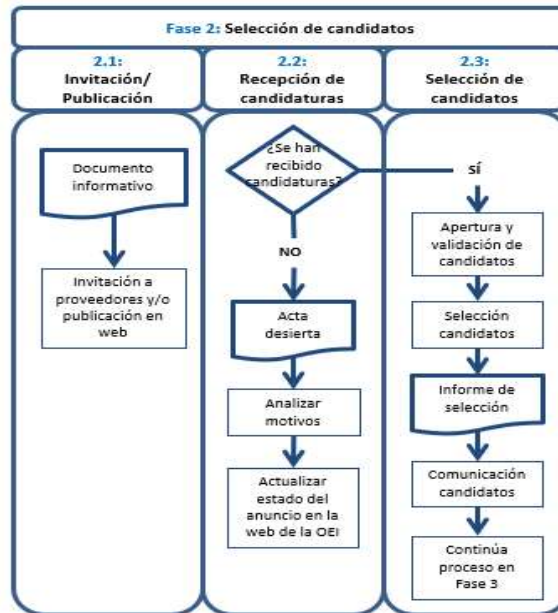 Fase 2: Selección de candidatos
2.1:
Invitación/
Publicación
2.2:
Recepción de
candidaturas
2.3:
Selección de
candidatos
Documento
informativo
Invitación a
proveedores y/o
publicación en
web
¿Se han
recibido
candidaturas?
NO
Acta
desierta
Analizar
motivos
Actualizar
estado del
anuncio en la
web de la OEI
SÍ
Apertura y
validación de
candidatos
Selección
candidatos
Informe de
selección
Comunicación
candidatos
Continúa
proceso en
Fase 3